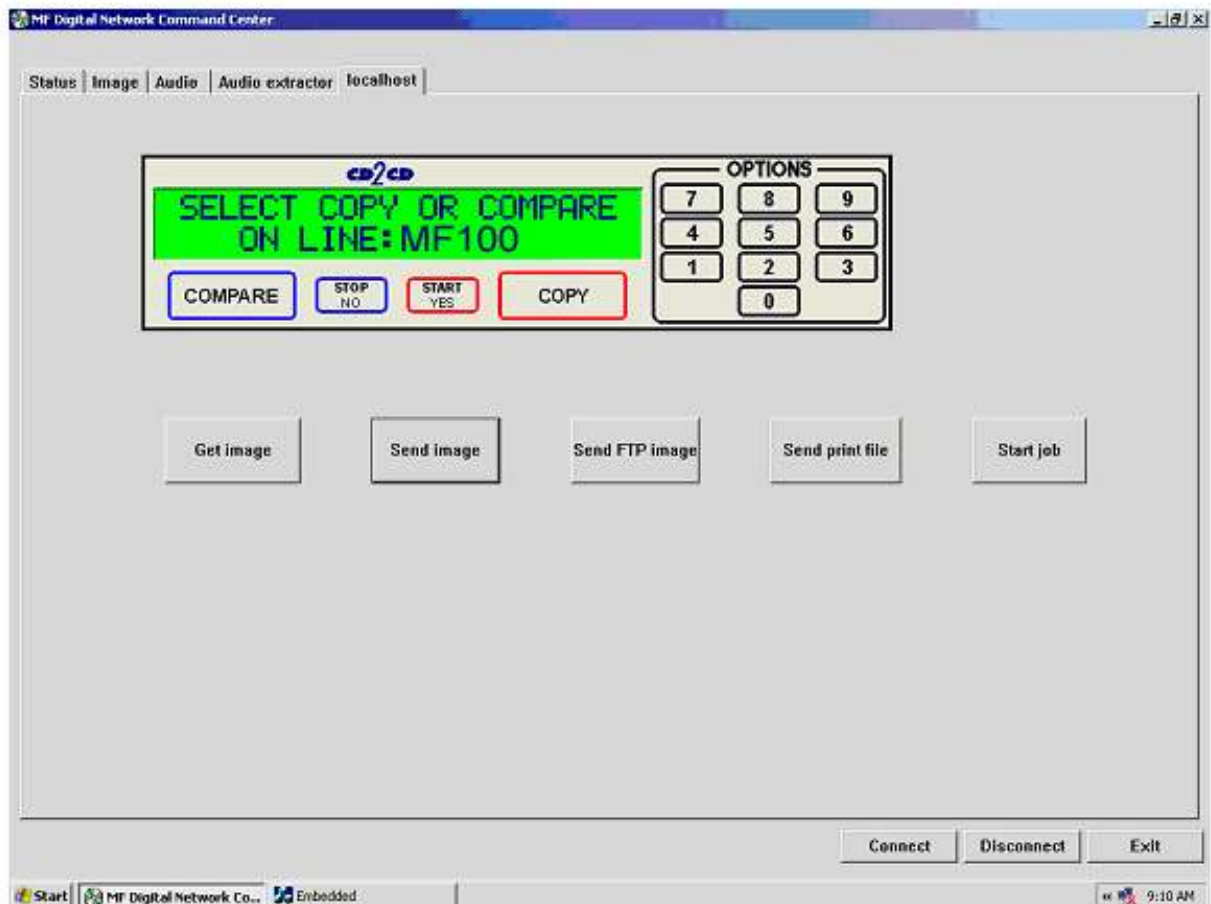 MF Digital Network Command Center
Status Image Audio Audio extractor localhost
CD2CD
OPTIONS
SELECT COPY OR COMPARE
ON LINE:MF100
7 8 9
4 5 6
1 2 3
0
COMPARE STOP NO START YES COPY
Get image Send image Send FTP image Send print file Start job
Connect Disconnect Exit
Start MF Digital Network Co... Embedded « 9:10 AM